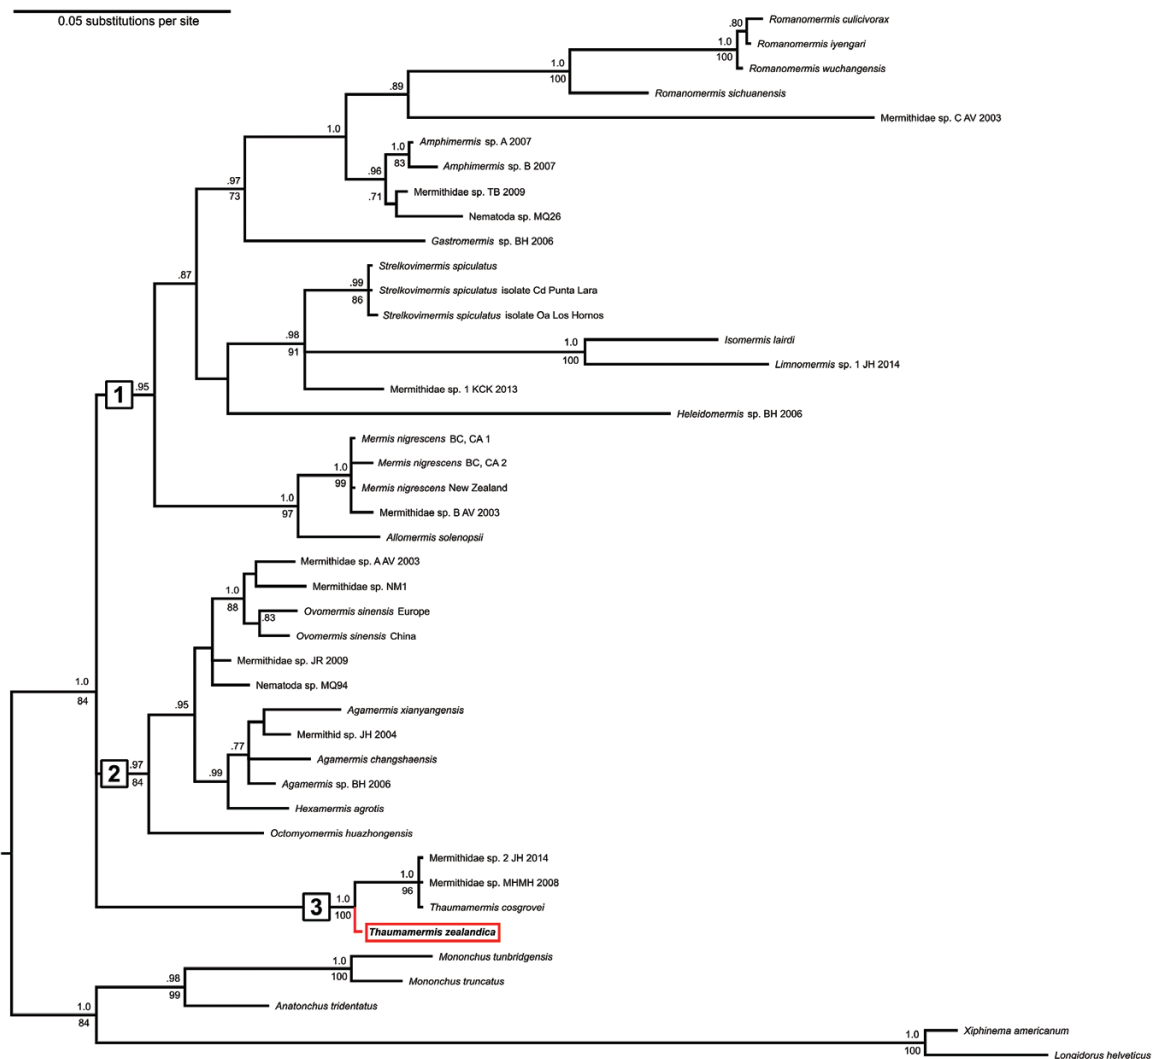 0.05 substitutions per site
.80
Romanomermis culicivorax
1.0
Romanomermis iyengari
100
Romanomermis wuchangensis
1.0
100
Romanomermis sichuanensis
.89
Mermithidae sp. C AV 2003
1.0
1.0
Amphimermis sp. A 2007
83
Amphimermis sp. B 2007
.96
.71
Mermithidae sp. TB 2009
Nematoda sp. MQ26
.97
73
Gastromermis sp. BH 2006
.87
Strelkovimermis spiculatus
.99
Strelkovimermis spiculatus isolate Cd Punta Lara
86
Strelkovimermis spiculatus isolate Oa Los Hornos
.98
91
1.0
Isomermis lairdi
100
Limnomermis sp. 1 JH 2014
Mermithidae sp. 1 KCK 2013
Heleidomermis sp. BH 2006
1
.95
Mermis nigrescens BC, CA 1
Mermis nigrescens BC, CA 2
1.0
99
Mermis nigrescens New Zealand
Mermithidae sp. B AV 2003
1.0
97
Allomermis solenopsii
Mermithidae sp. A AV 2003
Mermithidae sp. NM1
1.0
88
.83
Ovomermis sinensis Europe
Ovomermis sinensis China
Mermithidae sp. JR 2009
Nematoda sp. MQ94
.95
Agamermis xianyangensis
Mermithid sp. JH 2004
.77
Agamermis changshaensis
.99
Agamermis sp. BH 2006
Hexamermis agrotis
2
.97
84
Octomyomermis huazhongensis
1.0
84
Mermithidae sp. 2 JH 2014
1.0
Mermithidae sp. MHMH 2008
96
Thaumamermis cosgrovei
3
1.0
100
Thaumamermis zealandica
Mononchus tunbridgensis
1.0
100
Mononchus truncatus
.98
99
Anatonchus tridentatus
1.0
84
Xiphinema americanum
1.0
100
Longidorus helveticus